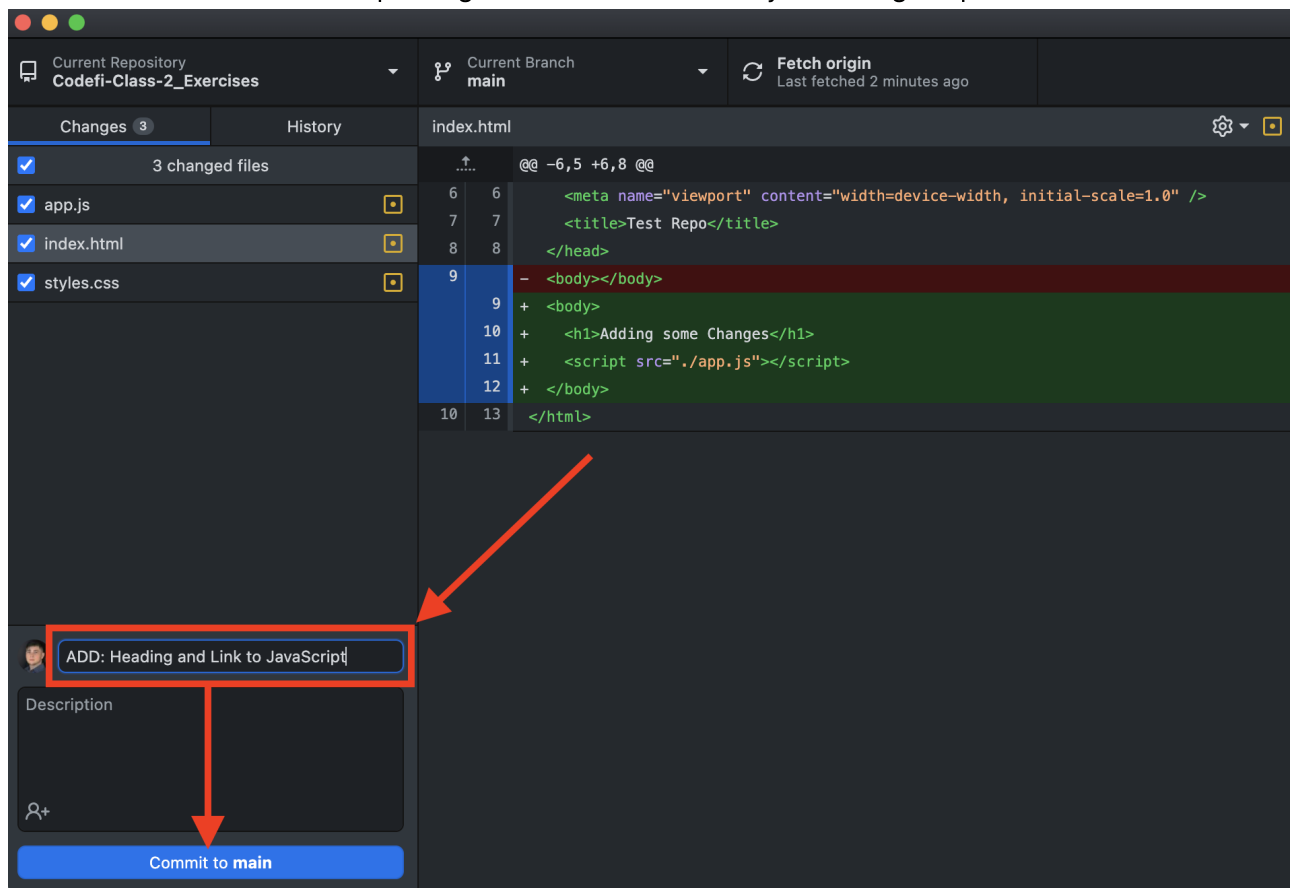 Current Repository
Codefi-Class-2_Exercises
Current Branch
main
Fetch origin
Last fetched 2 minutes ago
Changes 3
History
index.html
3 changed files
app.js
index.html
styles.css
@@ -6,5 +6,8 @@
6 6 <meta name="viewport" content="width=device-width, initial-scale=1.0" />
7 7 <title>Test Repo</title>
8 8 </head>
9 - <body></body>
9 + <body>
10 + <h1>Adding some Changes</h1>
11 + <script src="./app.js"></script>
12 + </body>
10 13 </html>
ADD: Heading and Link to JavaScript
Description
Commit to main